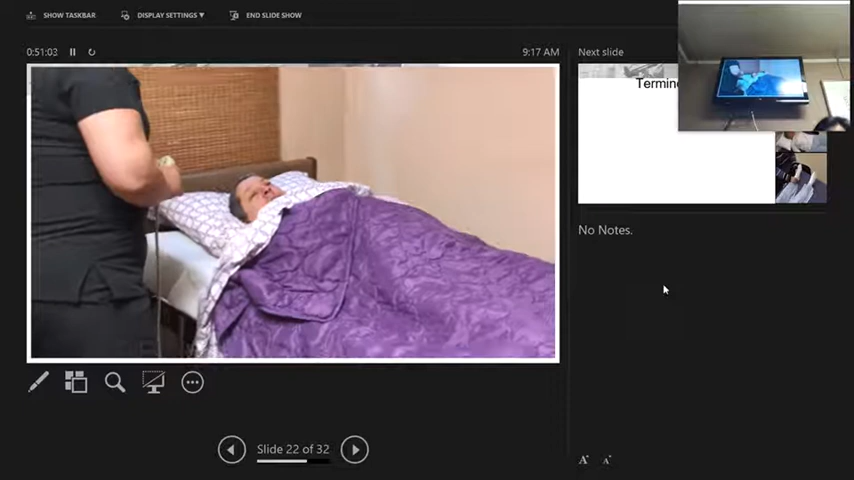 SHOW TASKBAR
DISPLAY SETTINGS ▼
END SLIDE SHOW
0:51:03
9:17 AM
Next slide
No Notes.
Slide 22 of 32
A
A